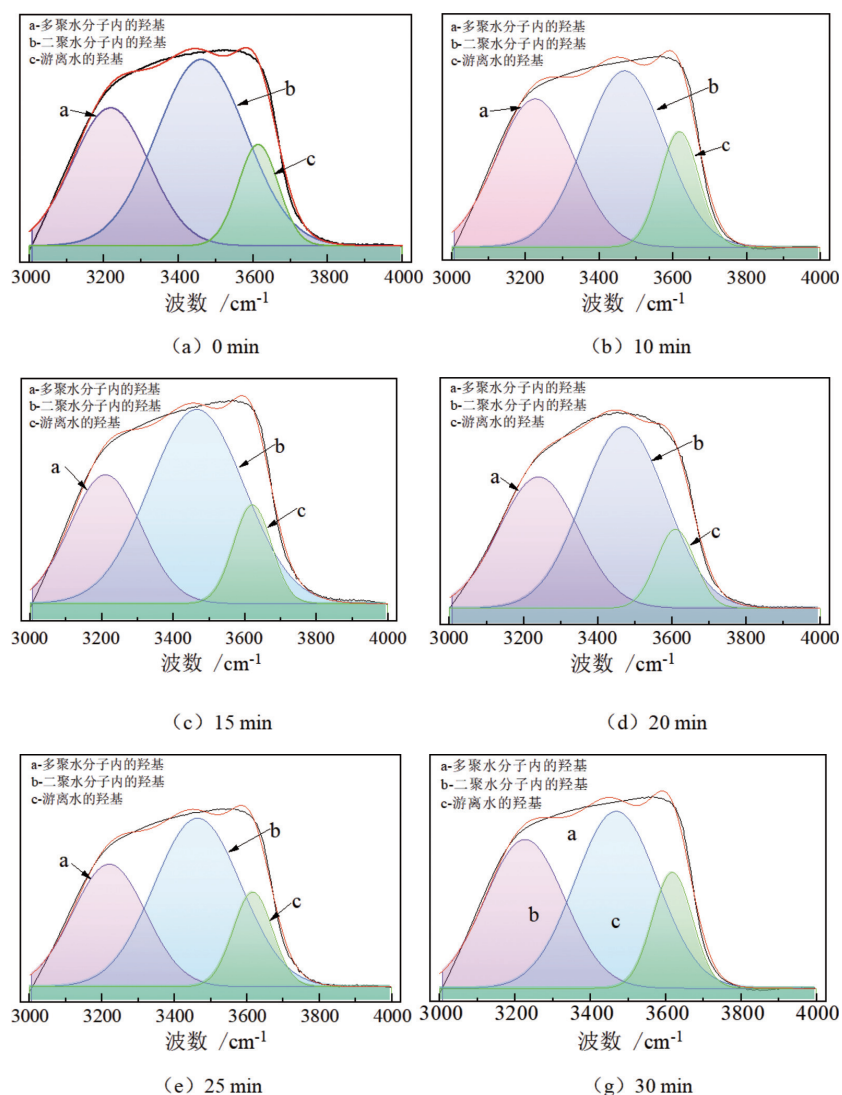 a-多聚水分子内的羟基
b-二聚水分子内的羟基
c-游离水的羟基
a
b
c
3000 3200 3400 3600 3800 4000
波数 /cm-1
（a）0 min
a-多聚水分子内的羟基
b-二聚水分子内的羟基
c-游离水的羟基
a
b
c
3000 3200 3400 3600 3800 4000
波数 /cm-1
（b）10 min
a-多聚水分子内的羟基
b-二聚水分子内的羟基
c-游离水的羟基
a
b
c
3000 3200 3400 3600 3800 4000
波数 /cm-1
（c）15 min
a-多聚水分子内的羟基
b-二聚水分子内的羟基
c-游离水的羟基
a
b
c
3000 3200 3400 3600 3800 4000
波数 /cm-1
（d）20 min
a-多聚水分子内的羟基
b-二聚水分子内的羟基
c-游离水的羟基
a
b
c
3000 3200 3400 3600 3800 4000
波数 /cm-1
（e）25 min
a-多聚水分子内的羟基
b-二聚水分子内的羟基
c-游离水的羟基
a
b
c
3000 3200 3400 3600 3800 4000
波数 /cm-1
（g）30 min